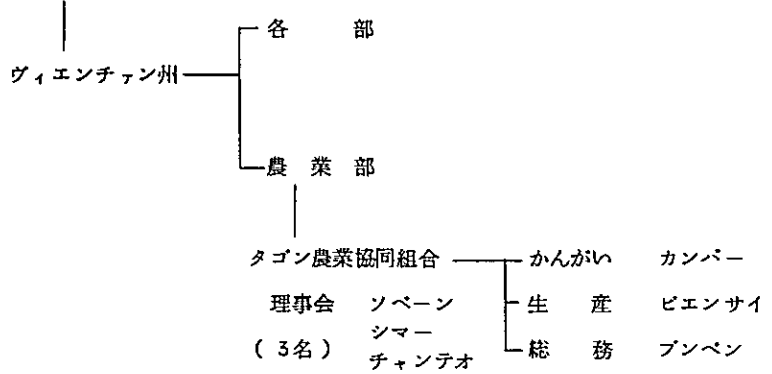 各部
ヴィエンチァン州
農業部
タゴン農業協同組合 かんがい カンパー
理事会 ソベーン 生産 ビエンサイ
シマー
(3名) 総務 ブンペン
チャンテオ